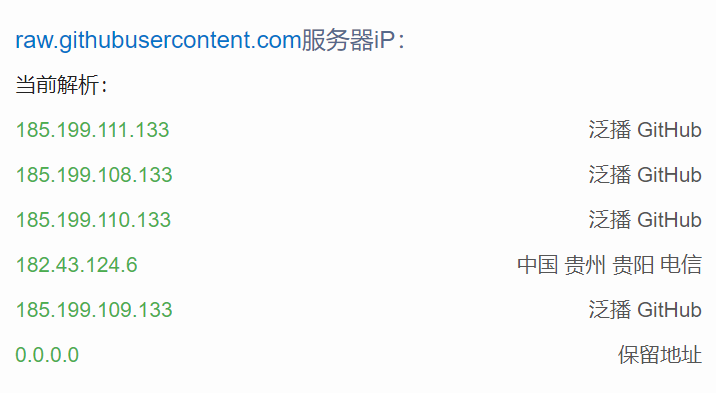 raw.githubusercontent.com服务器iP：
当前解析：
185.199.111.133 泛播 GitHub
185.199.108.133 泛播 GitHub
185.199.110.133 泛播 GitHub
182.43.124.6 中国 贵州 贵阳 电信
185.199.109.133 泛播 GitHub
0.0.0.0 保留地址